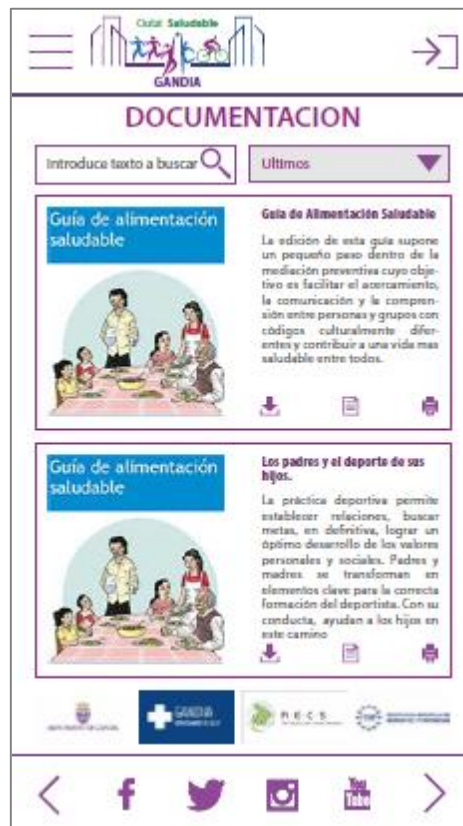 Ciutat Saludable
GANDIA
DOCUMENTACION
Introduce texto a buscar
Ultimos
Guía de alimentación
saludable
Guía de Alimentación Saludable
La edición de esta guía supone
un pequeño paso dentro de la
mediación preventiva cuyo obje-
tivo es facilitar el acercamiento,
la comunicación y la compren-
sión entre personas y grupos con
códigos culturalmente difer-
entes y contribuir a una vida mas
saludable entre todos.
Guía de alimentación
saludable
Los padres y el deporte de sus
hijos.
La práctica deportiva permite
establecer relaciones, buscar
metas, en definitiva, lograr un
óptimo desarrollo de los valores
personales y sociales. Padres y
madres se transforman en
elementos clave para la correcta
formación del deportista. Con su
conducta, ayudan a los hijos en
este camino
GANDIA
RECS
f
You
Tube